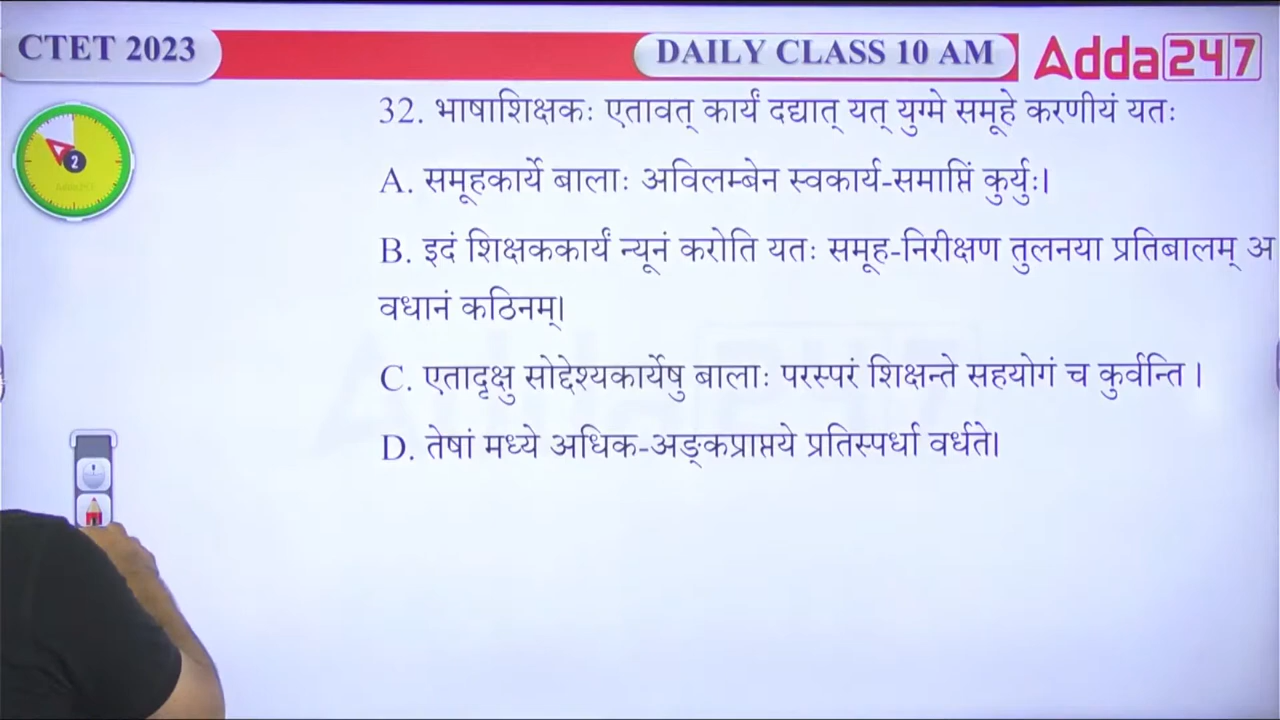 CTET 2023
DAILY CLASS 10 AM
Adda247
2
32. भाषाशिक्षकः एतावत् कार्यं दद्यात् यत् युग्मे समूहे करणीयं यतः
A. समूहकार्ये बालाः अविलम्बेन स्वकार्य-समाप्तिं कुर्युः।
B. इदं शिक्षककार्यं न्यूनं करोति यतः समूह-निरीक्षण तुलनया प्रतिबालम् अ
वधानं कठिनम्।
C. एतादृक्षु सोद्देश्यकार्येषु बालाः परस्परं शिक्षन्ते सहयोगं च कुर्वन्ति।
D. तेषां मध्ये अधिक-अङ्कप्राप्तये प्रतिस्पर्धा वर्धते।